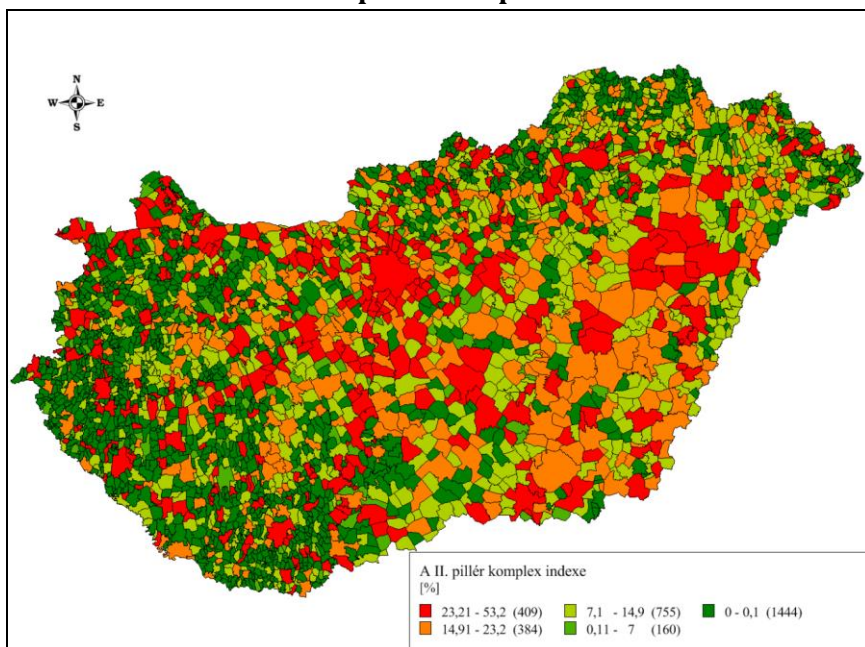 N
W E
S
A II. pillér komplex indexe
[%]
23,21 - 53,2 (409) 7,1 - 14,9 (755) 0 - 0,1 (1444)
14,91 - 23,2 (384) 0,11 - 7 (160)